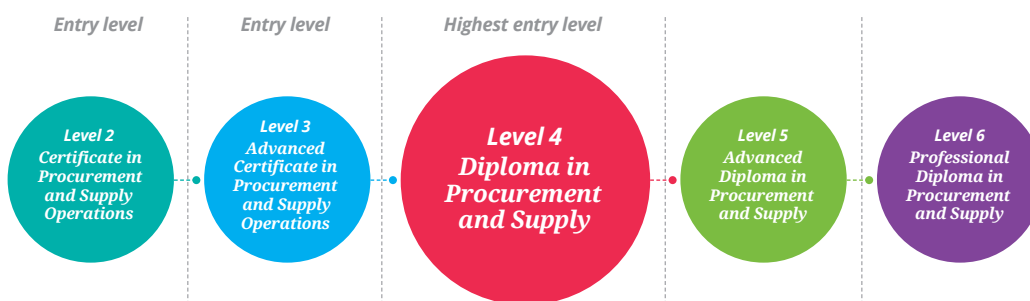 Entry level
Entry level
Highest entry level
Level 2
Certificate in
Procurement
and Supply
Operations
Level 3
Advanced
Certificate in
Procurement
and Supply
Operations
Level 4
Diploma in
Procurement
and Supply
Level 5
Advanced
Diploma in
Procurement
and Supply
Level 6
Professional
Diploma in
Procurement
and Supply